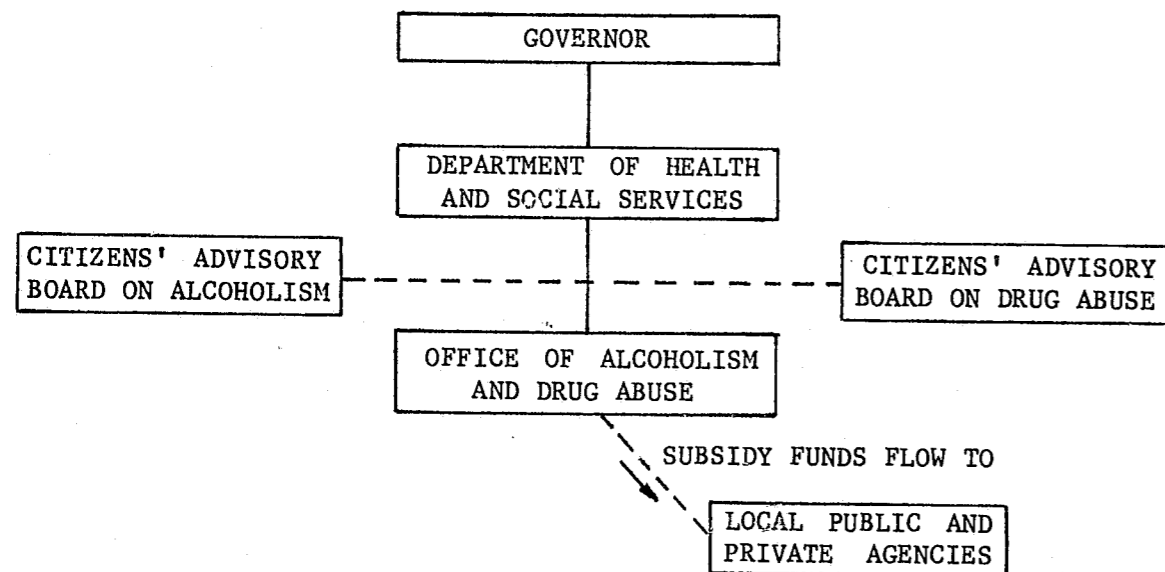 GOVERNOR
DEPARTMENT OF HEALTH
AND SOCIAL SERVICES
CITIZENS' ADVISORY
BOARD ON ALCOHOLISM
CITIZENS' ADVISORY
BOARD ON DRUG ABUSE
OFFICE OF ALCOHOLISM
AND DRUG ABUSE
SUBSIDY FUNDS FLOW TO
LOCAL PUBLIC AND
PRIVATE AGENCIES